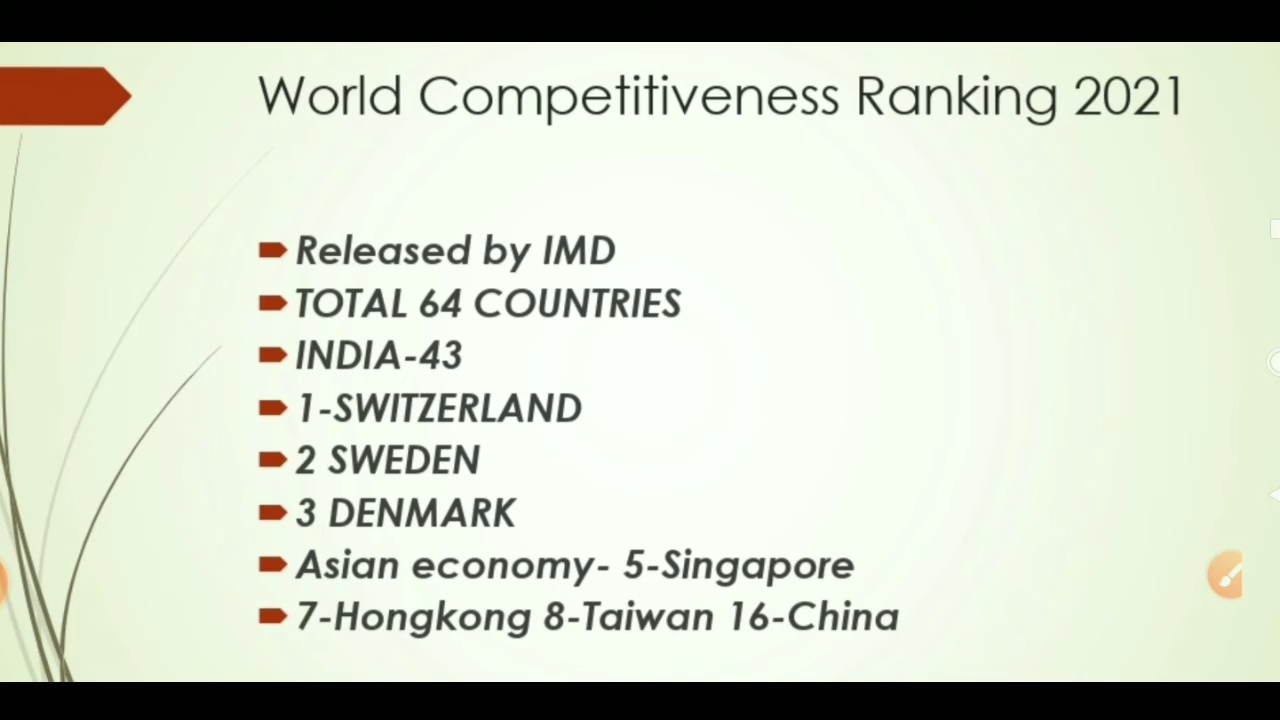 World Competitiveness Ranking 2021
Released by IMD
TOTAL 64 COUNTRIES
INDIA-43
1-SWITZERLAND
2 SWEDEN
3 DENMARK
Asian economy- 5-Singapore
7-Hongkong 8-Taiwan 16-China